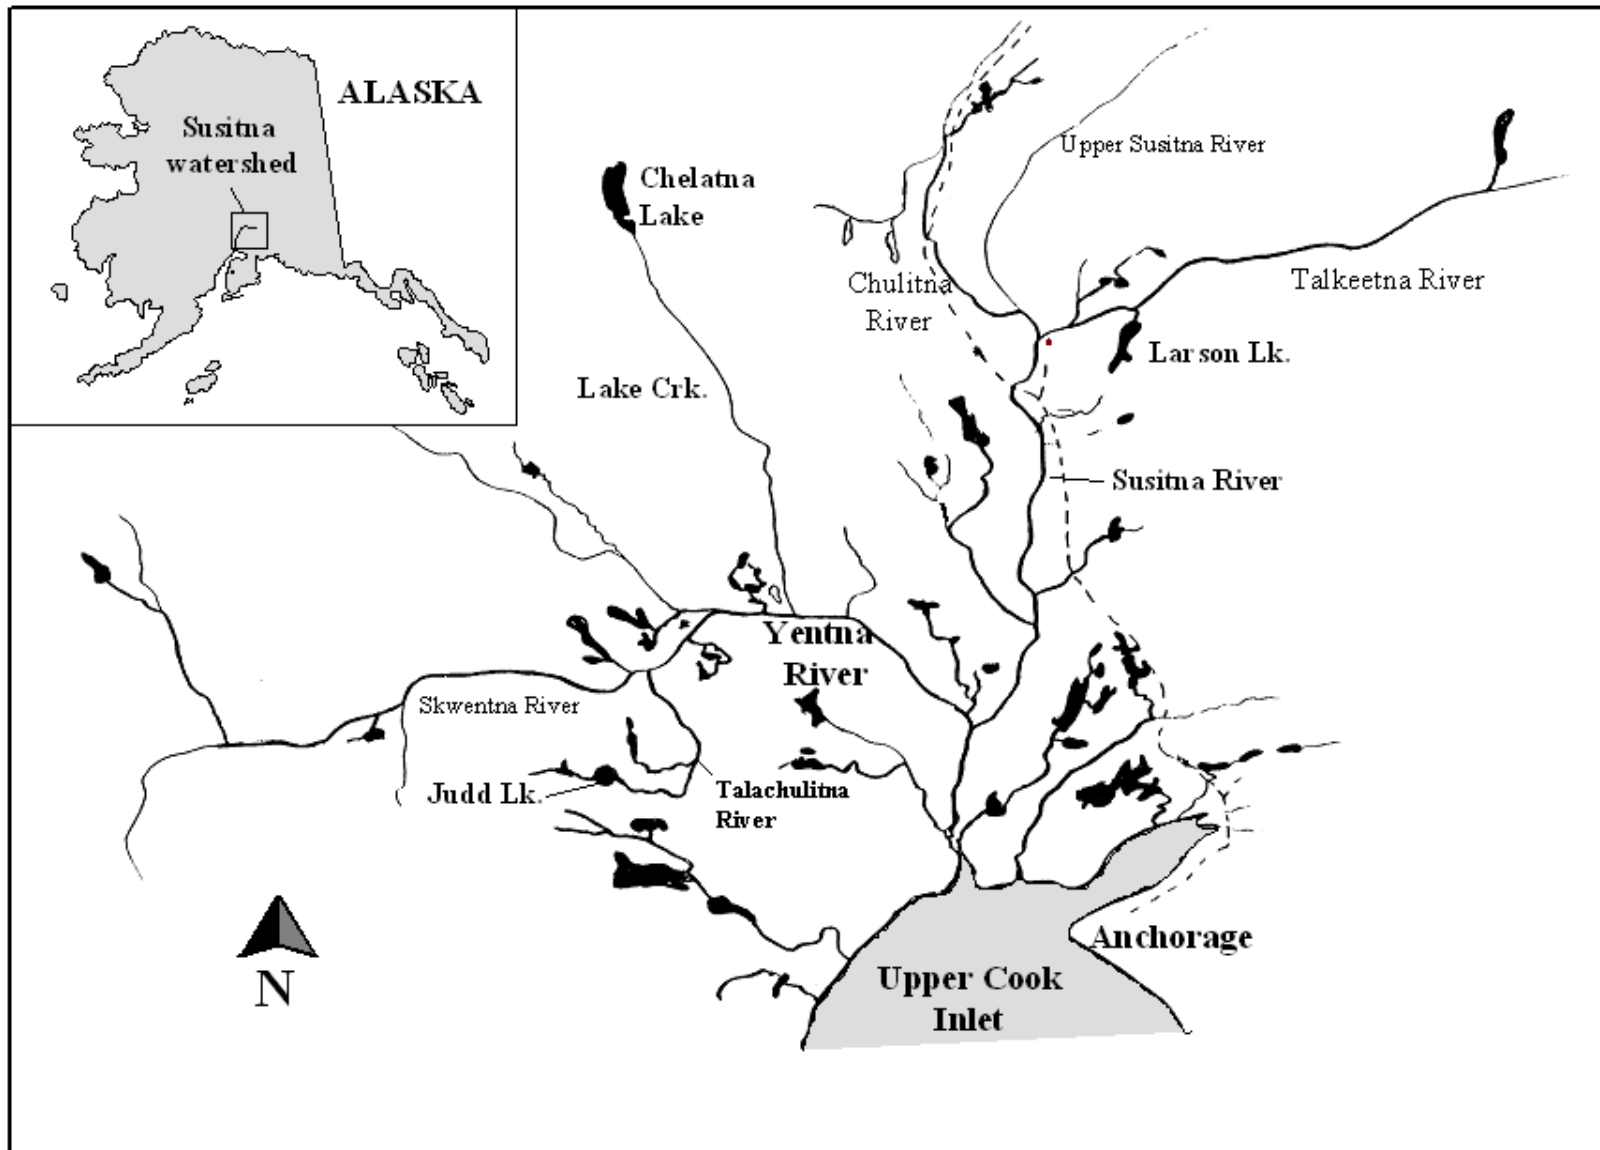 ALASKA
Susitna
watershed
Chelatna
Lake
Upper Susitna River
Chulitna
River
Talkeetna River
Larson Lk.
Lake Crk.
Susitna River
Yentna
River
Skwentna River
Judd Lk.
Talachulitna
River
Anchorage
Upper Cook
Inlet
N